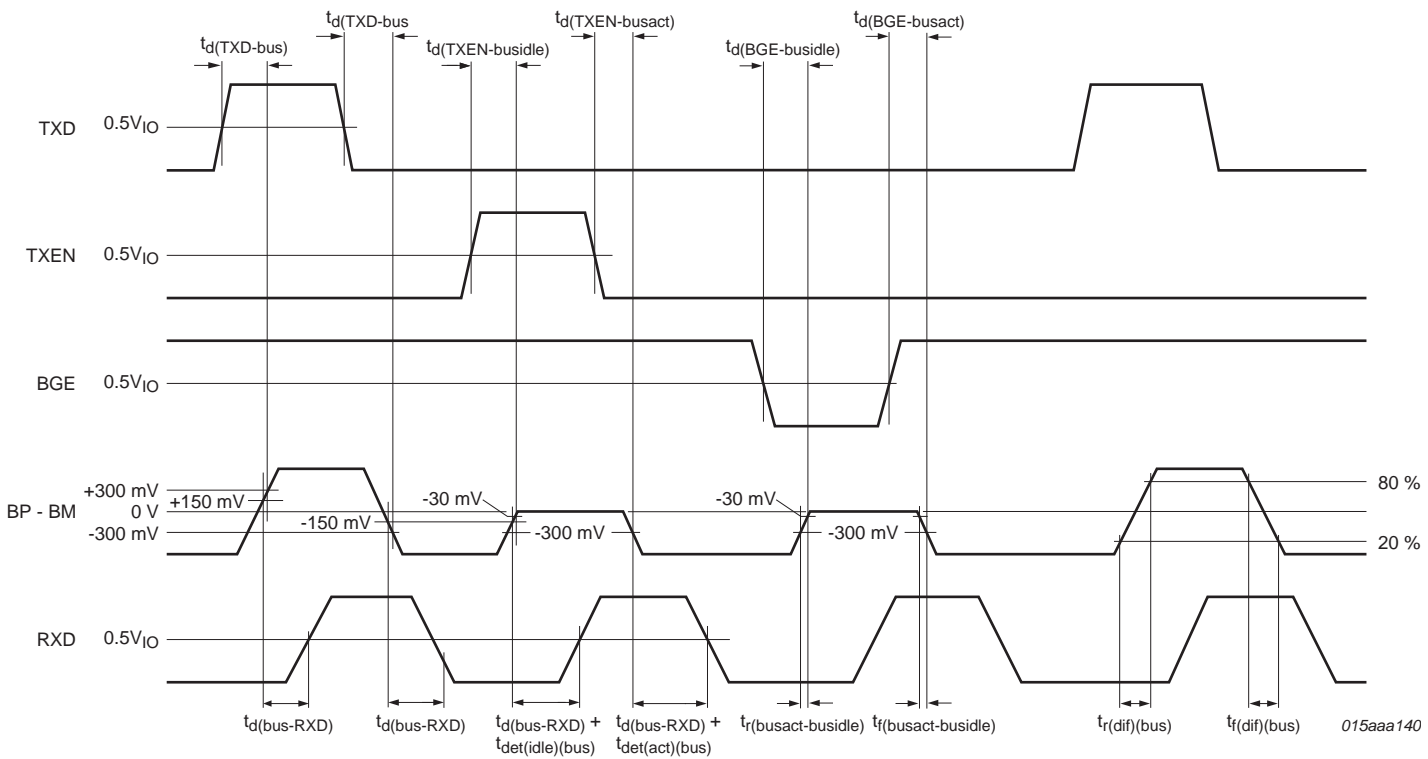 td(TXD-bus)
td(TXD-bus
td(TXEN-busidle)
td(TXEN-busact)
td(BGE-busidle)
td(BGE-busact)
TXD 0.5VIO
TXEN 0.5VIO
BGE 0.5VIO
BP - BM
+300 mV
+150 mV
0 V
-300 mV
-150 mV
-30 mV
-300 mV
-30 mV
-300 mV
80 %
20 %
RXD 0.5VIO
td(bus-RXD)
td(bus-RXD)
td(bus-RXD) +
tdet(idle)(bus)
td(bus-RXD) +
tdet(act)(bus)
tr(busact-busidle)
tf(busact-busidle)
tr(dif)(bus)
tf(dif)(bus)
015aaa140